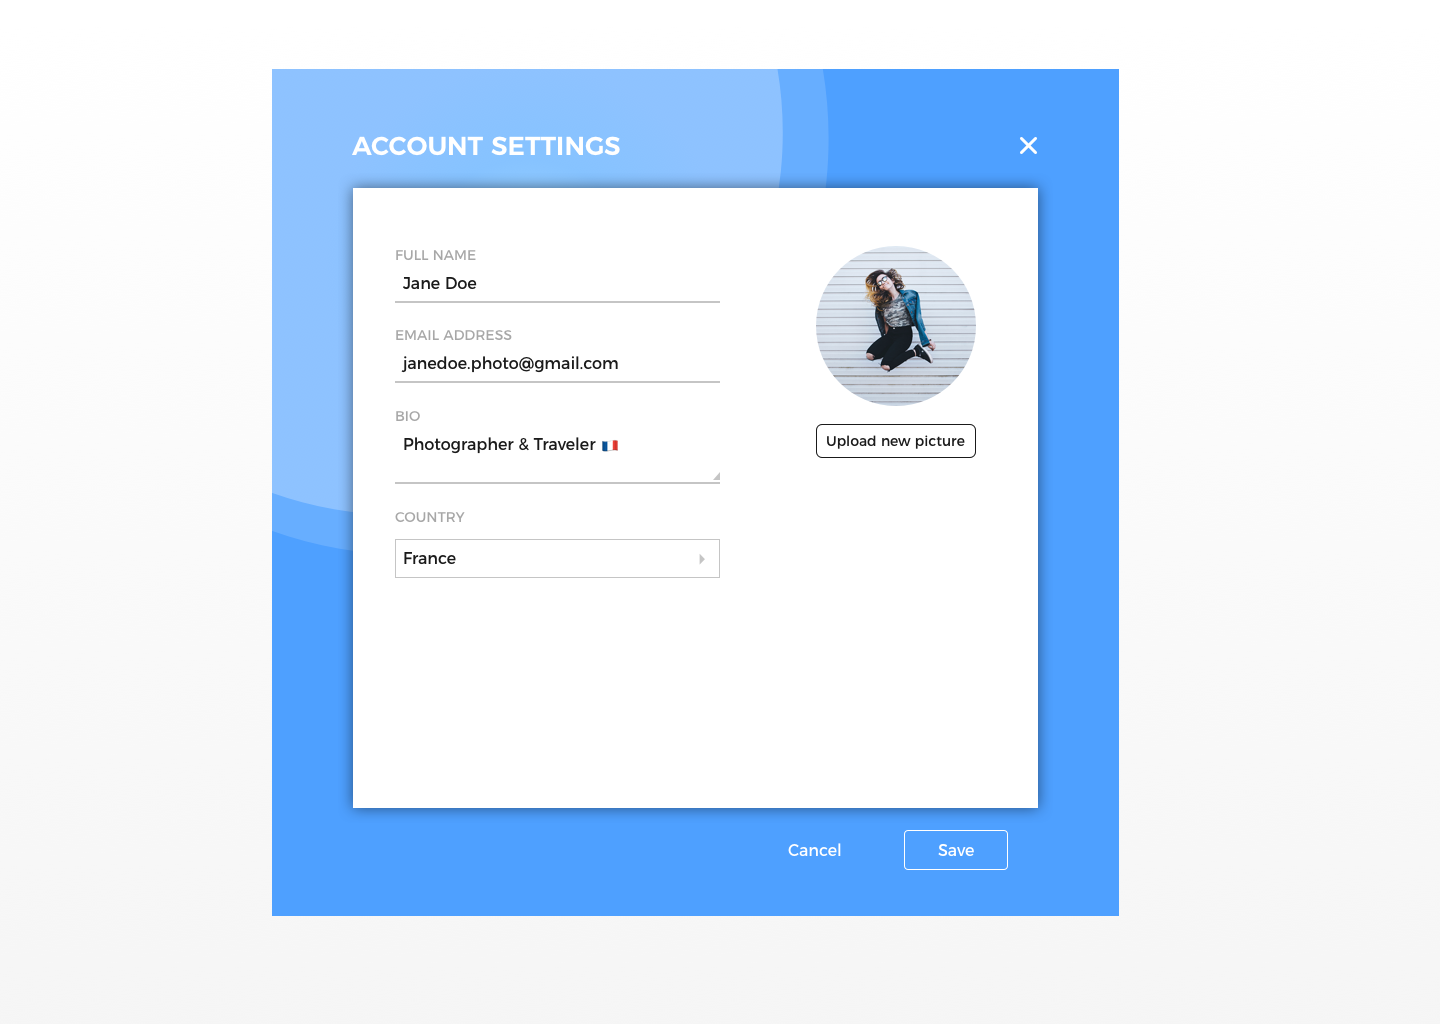 ACCOUNT SETTINGS
FULL NAME
Jane Doe
EMAIL ADDRESS
janedoe.photo@gmail.com
BIO
Photographer & Traveler 🇫🇷
COUNTRY
France
Upload new picture
Cancel
Save